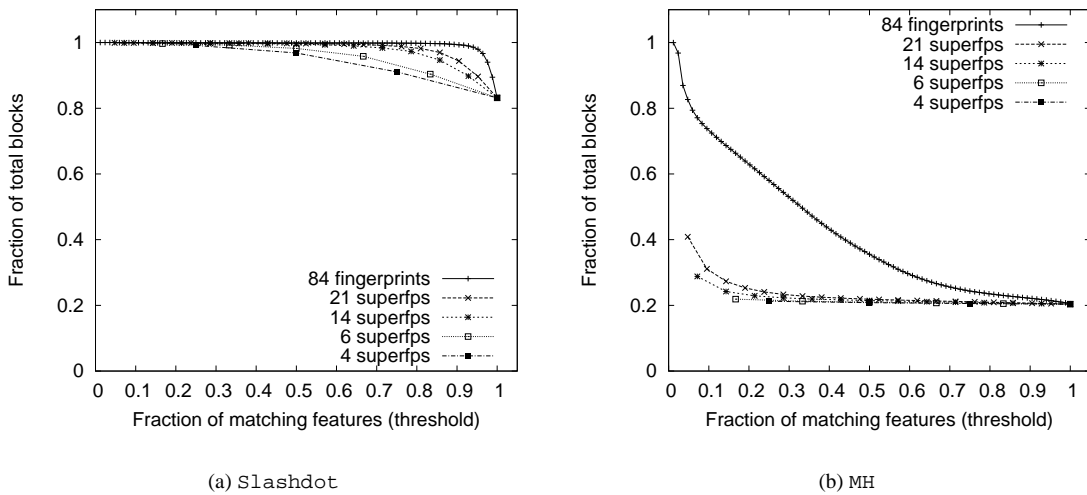 1
0.8
0.6
0.4
0.2
0
0 0.1 0.2 0.3 0.4 0.5 0.6 0.7 0.8 0.9 1
Fraction of total blocks
Fraction of matching features (threshold)
84 fingerprints
21 superfps
14 superfps
6 superfps
4 superfps
(a) Slashdot
1
0.8
0.6
0.4
0.2
0
0 0.1 0.2 0.3 0.4 0.5 0.6 0.7 0.8 0.9 1
Fraction of total blocks
Fraction of matching features (threshold)
84 fingerprints
21 superfps
14 superfps
6 superfps
4 superfps
(b) MH